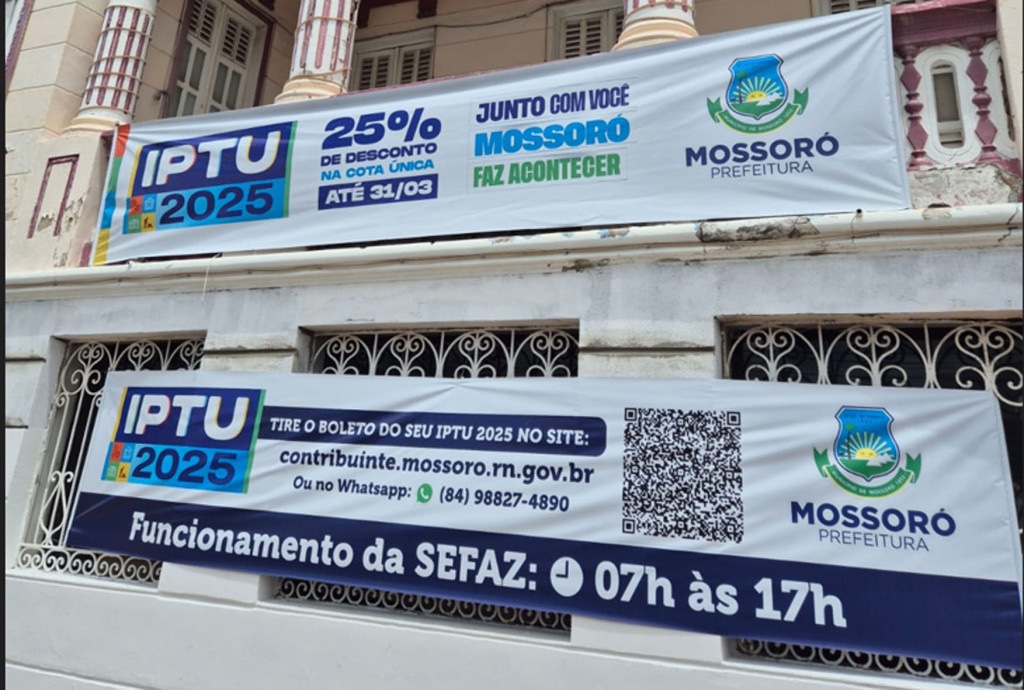 IPTU
2025
25%
DE DESCONTO
NA COTA ÚNICA
ATÉ 31/03
JUNTO COM VOCÊ
MOSSORÓ
FAZ ACONTECER
MOSSORÓ
PREFEITURA
IPTU
2025
TIRE O BOLETO DO SEU IPTU 2025 NO SITE:
contribuinte.mossoro.rn.gov.br
Ou no Whatsapp: (84) 98827-4890
MOSSORÓ
PREFEITURA
Funcionamento da SEFAZ: 07h às 17h